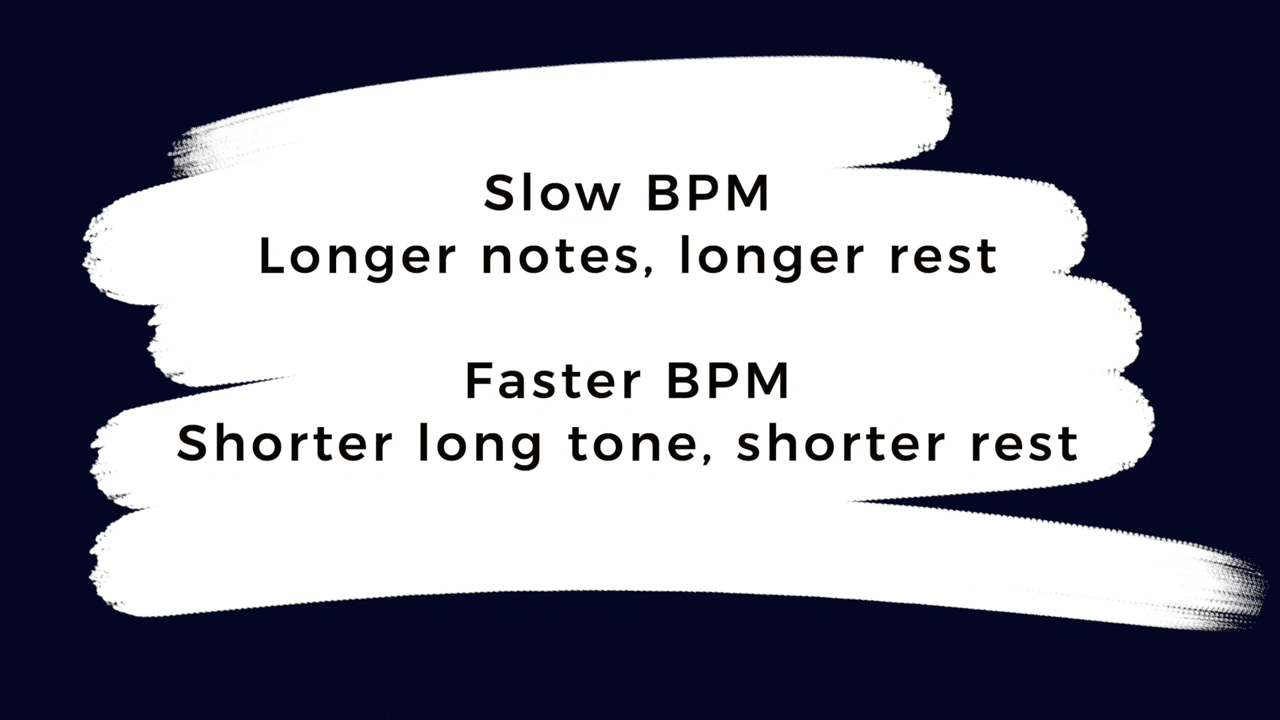 Slow BPM
Longer notes, longer rest
Faster BPM
Shorter long tone, shorter rest